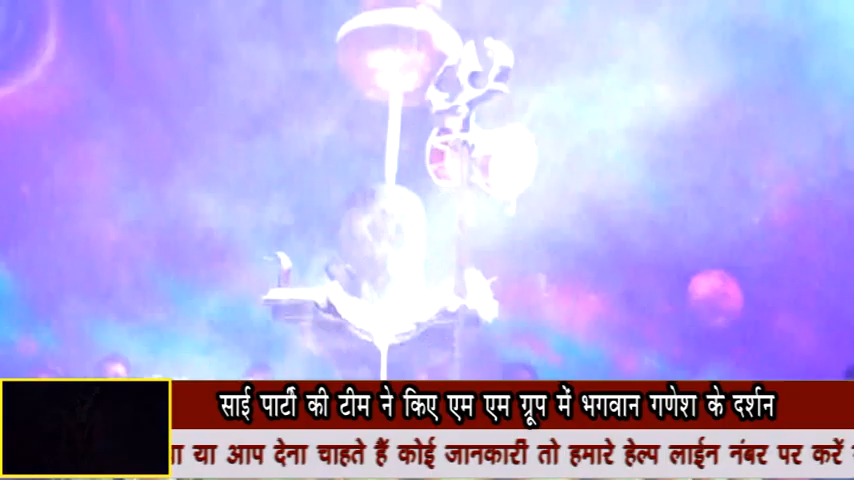 साई पार्टी की टीम ने किए एम एम ग्रूप में भगवान गणेश के दर्शन
या आप देना चाहते हैं कोई जानकारी तो हमारे हेल्प लाईन नंबर पर करें